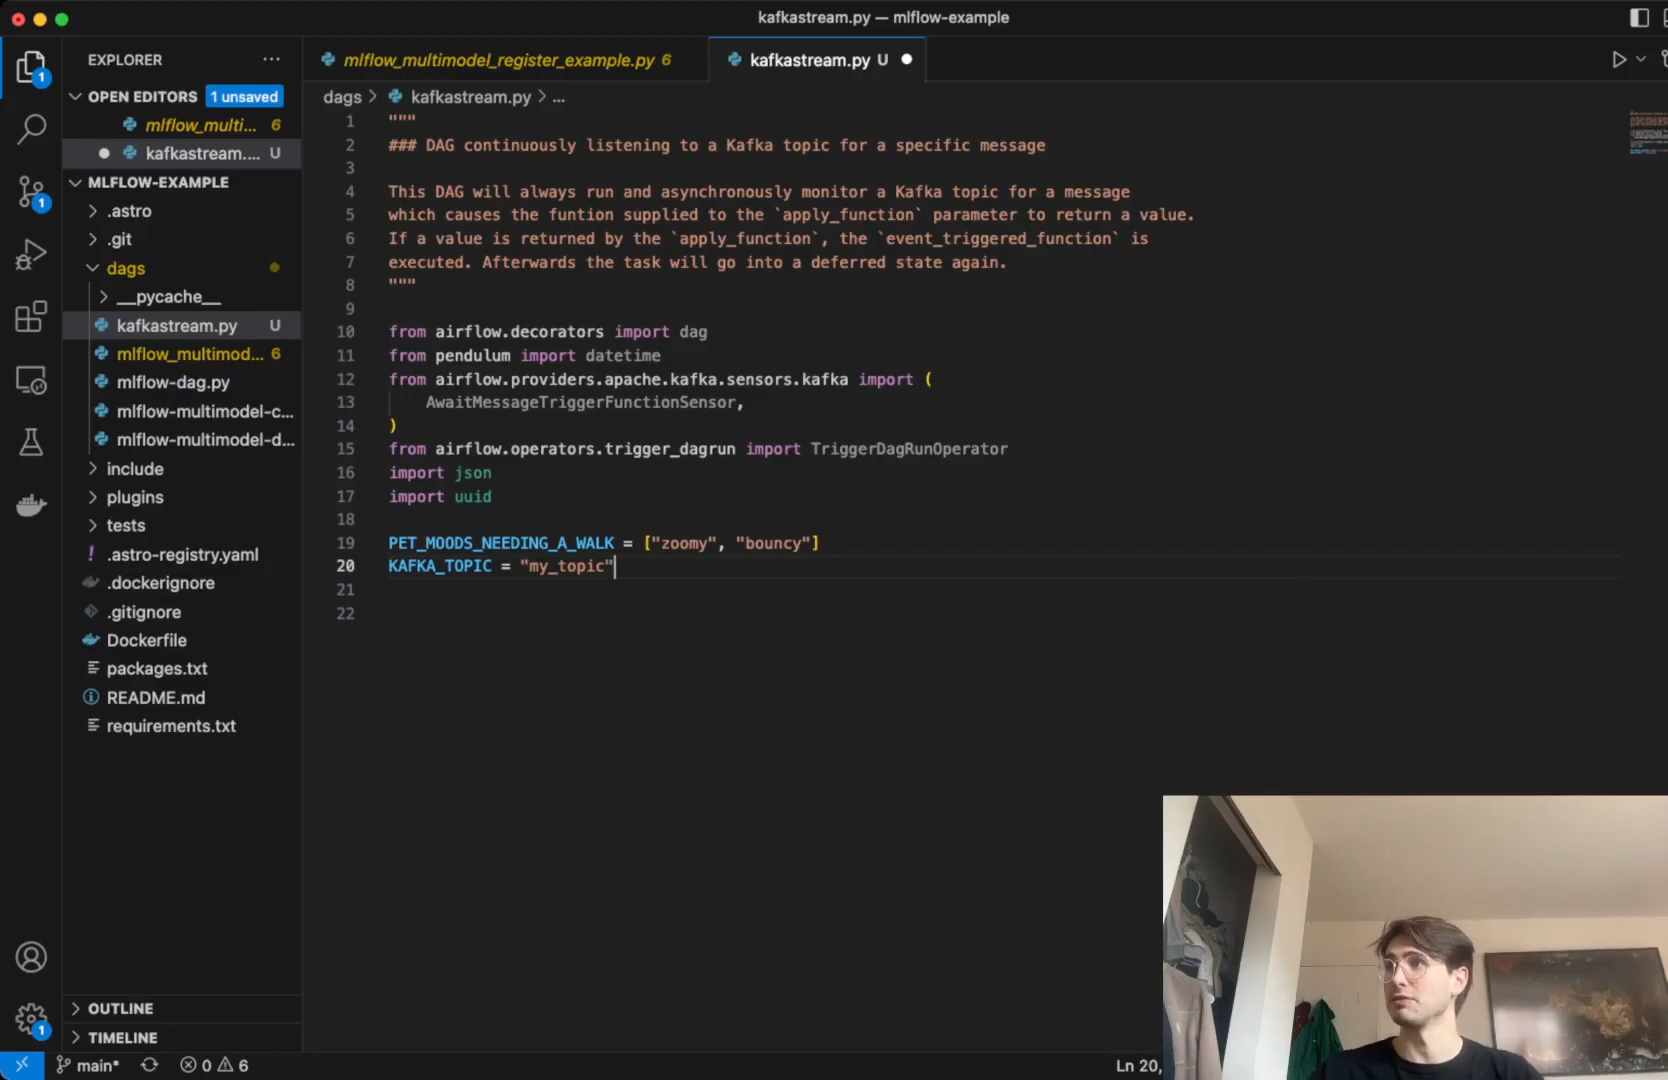 kafkastream.py — mlflow-example
EXPLORER
mlflow_multimodel_register_example.py 6
kafkastream.py U
OPEN EDITORS 1 unsaved
mlflow_multi... 6
kafkastream.... U
MLFLOW-EXAMPLE
.astro
.git
dags
__pycache__
kafkastream.py U
mlflow_multimod... 6
mlflow-dag.py
mlflow-multimodel-c...
mlflow-multimodel-d...
include
plugins
tests
.astro-registry.yaml
.dockerignore
.gitignore
Dockerfile
packages.txt
README.md
requirements.txt
OUTLINE
TIMELINE
dags > kafkastream.py > ...
1 """
2 ### DAG continuously listening to a Kafka topic for a specific message
3
4 This DAG will always run and asynchronously monitor a Kafka topic for a message
5 which causes the funtion supplied to the `apply_function` parameter to return a value.
6 If a value is returned by the `apply_function`, the `event_triggered_function` is
7 executed. Afterwards the task will go into a deferred state again.
8 """
9
10 from airflow.decorators import dag
11 from pendulum import datetime
12 from airflow.providers.apache.kafka.sensors.kafka import (
13 AwaitMessageTriggerFunctionSensor,
14 )
15 from airflow.operators.trigger_dagrun import TriggerDagRunOperator
16 import json
17 import uuid
18
19 PET_MOODS_NEEDING_A_WALK = ["zoomy", "bouncy"]
20 KAFKA_TOPIC = "my_topic"
21
22
1
1
1
main* 0 6
Ln 20,